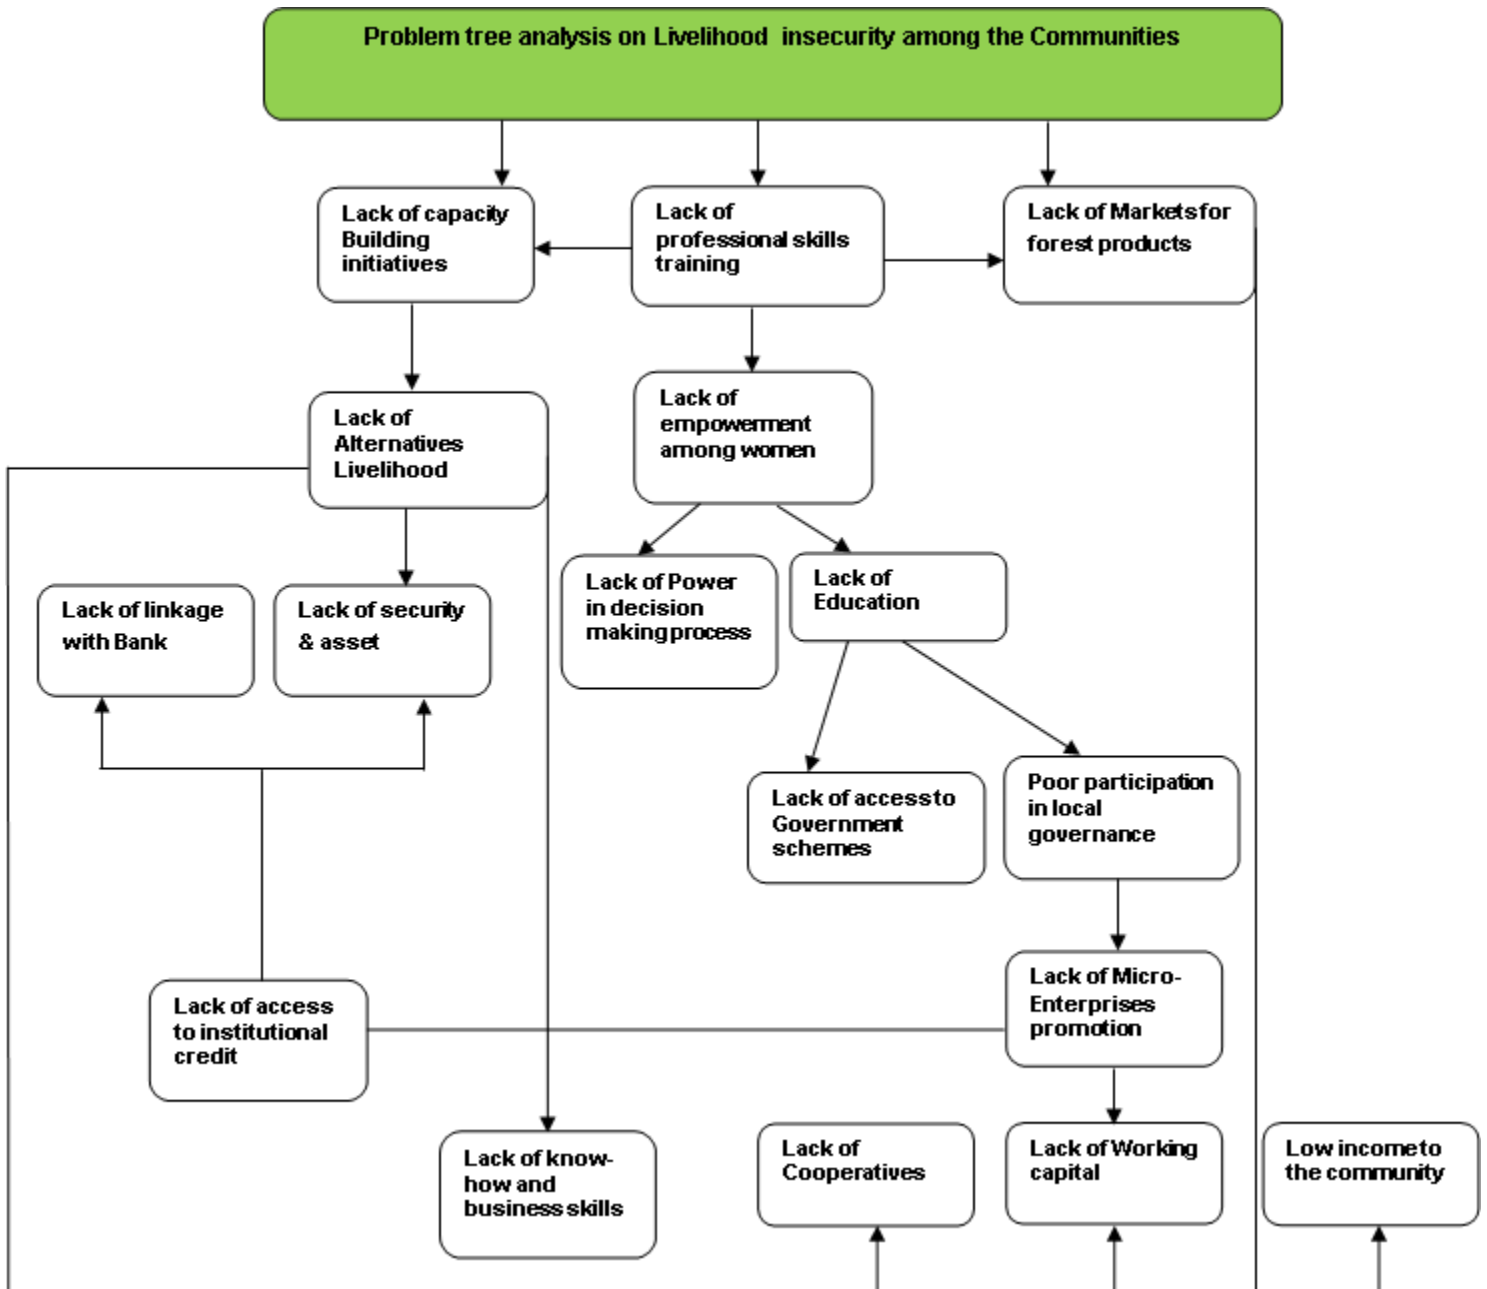 Problem tree analysis on Livelihood insecurity among the Communities
Lack of capacity
Building
initiatives
Lack of
professional skills
training
Lack of Markets for
forest products
Lack of
Alternatives
Livelihood
Lack of
empowerment
among women
Lack of linkage
with Bank
Lack of security
& asset
Lack of Power
in decision
making process
Lack of
Education
Lack of access to
Government
schemes
Poor participation
in local
governance
Lack of access
to institutional
credit
Lack of Micro-
Enterprises
promotion
Lack of know-
how and
business skills
Lack of
Cooperatives
Lack of Working
capital
Low income to
the community